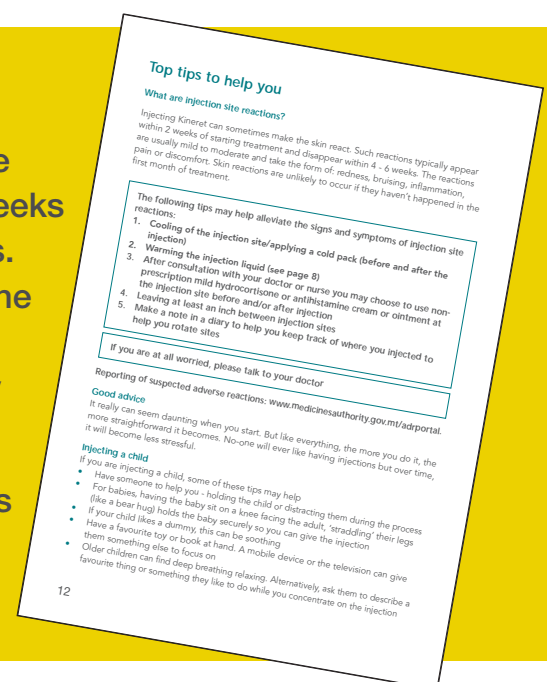 e
eeks
s.
ne
s
Top tips to help you
What are injection site reactions?
Injecting Kineret can sometimes make the skin react. Such reactions typically appear
within 2 weeks of starting treatment and disappear within 4 - 6 weeks. The reactions
are usually mild to moderate and take the form of: redness, bruising, inflammation,
pain or discomfort. Skin reactions are unlikely to occur if they haven't happened in the
first month of treatment.
The following tips may help alleviate the signs and symptoms of injection site
reactions:
1. Cooling of the injection site/applying a cold pack (before and after the
injection)
2. Warming the injection liquid (see page 8)
3. After consultation with your doctor or nurse you may choose to use non-
prescription mild hydrocortisone or antihistamine cream or ointment at
the injection site before and/or after injection
4. Leaving at least an inch between injection sites
5. Make a note in a diary to help you keep track of where you injected to
help you rotate sites
If you are at all worried, please talk to your doctor
Reporting of suspected adverse reactions: www.medicinesauthority.gov.mt/adrportal.
Good advice
It really can seem daunting when you start. But like everything, the more you do it, the
more straightforward it becomes. No-one will ever like having injections but over time,
it will become less stressful.
Injecting a child
If you are injecting a child, some of these tips may help
• Have someone to help you - holding the child or distracting them during the process
• For babies, having the baby sit on a knee facing the adult, 'straddling' their legs
(like a bear hug) holds the baby securely so you can give the injection
• If your child likes a dummy, this can be soothing
• Have a favourite toy or book at hand. A mobile device or the television can give
them something else to focus on
• Older children can find deep breathing relaxing. Alternatively, ask them to describe a
favourite thing or something they like to do while you concentrate on the injection
12